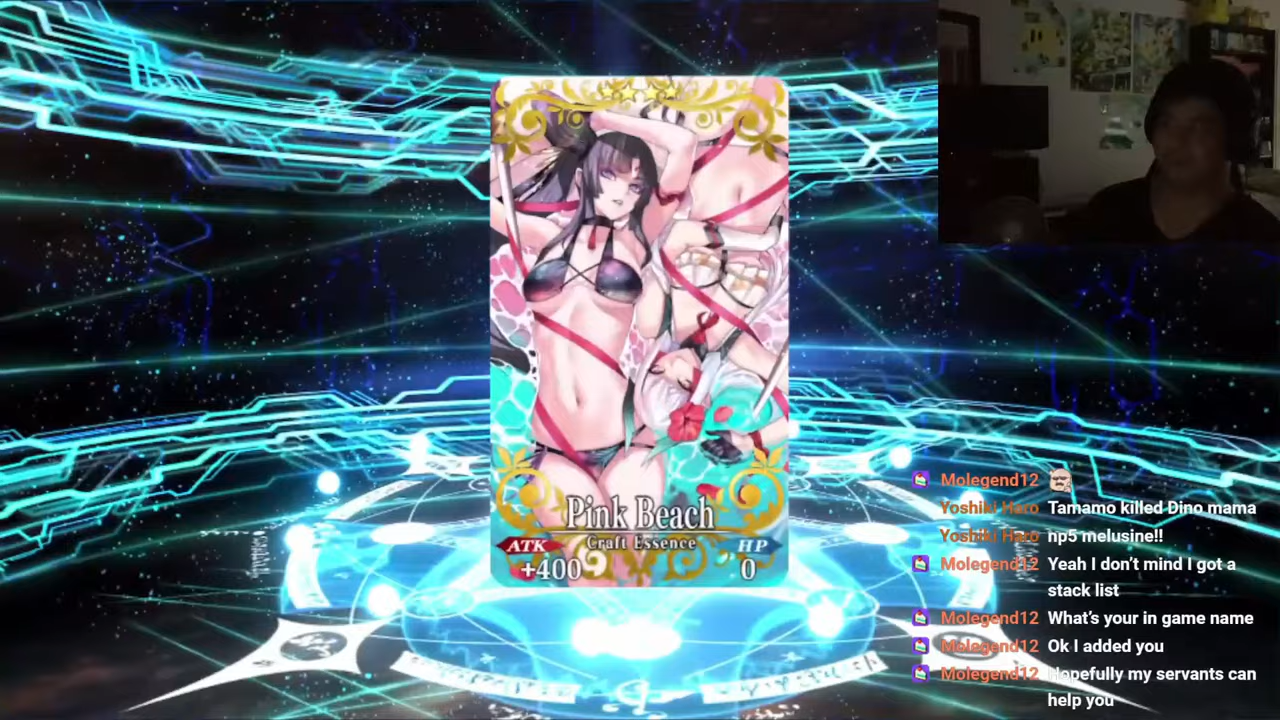 Pink Beach
Craft Essence
ATK HP
+400 0
Molegend12
Yoshiki Haro Tamamo killed Dino mama
Yoshiki Haro np5 melusine!!
Molegend12 Yeah I don't mind I got a
stack list
Molegend12 What's your in game name
Molegend12 Ok I added you
Molegend12 Hopefully my servants can
help you